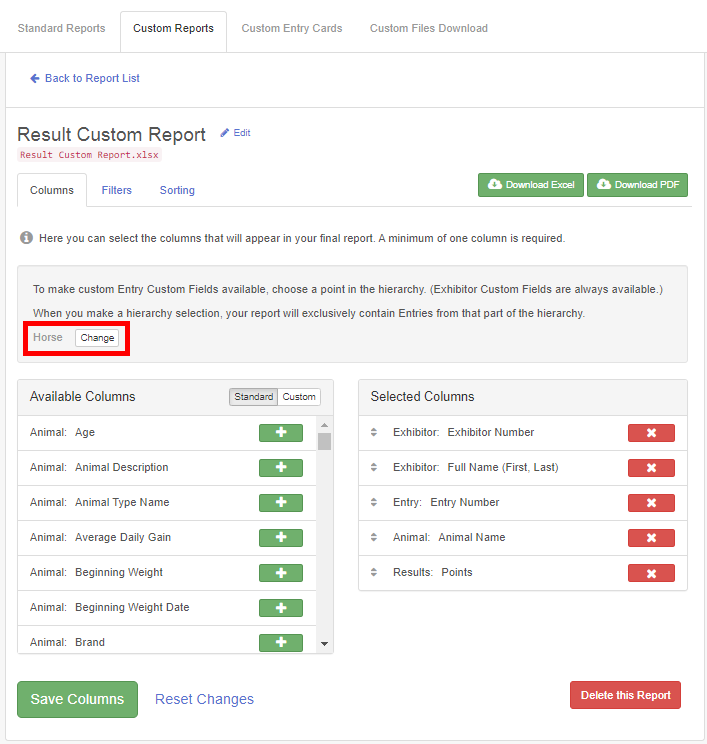 Standard Reports Custom Reports Custom Entry Cards Custom Files Download
Back to Report List
Result Custom Report Edit
Result Custom Report.xlsx
Columns Filters Sorting Download Excel Download PDF
Here you can select the columns that will appear in your final report. A minimum of one column is required.
To make custom Entry Custom Fields available, choose a point in the hierarchy. (Exhibitor Custom Fields are always available.)
When you make a hierarchy selection, your report will exclusively contain Entries from that part of the hierarchy.
Horse Change
Available Columns Standard Custom
Animal: Age
Animal: Animal Description
Animal: Animal Type Name
Animal: Average Daily Gain
Animal: Beginning Weight
Animal: Beginning Weight Date
Animal: Brand
Selected Columns
Exhibitor: Exhibitor Number
Exhibitor: Full Name (First, Last)
Entry: Entry Number
Animal: Animal Name
Results: Points
Save Columns Reset Changes Delete this Report